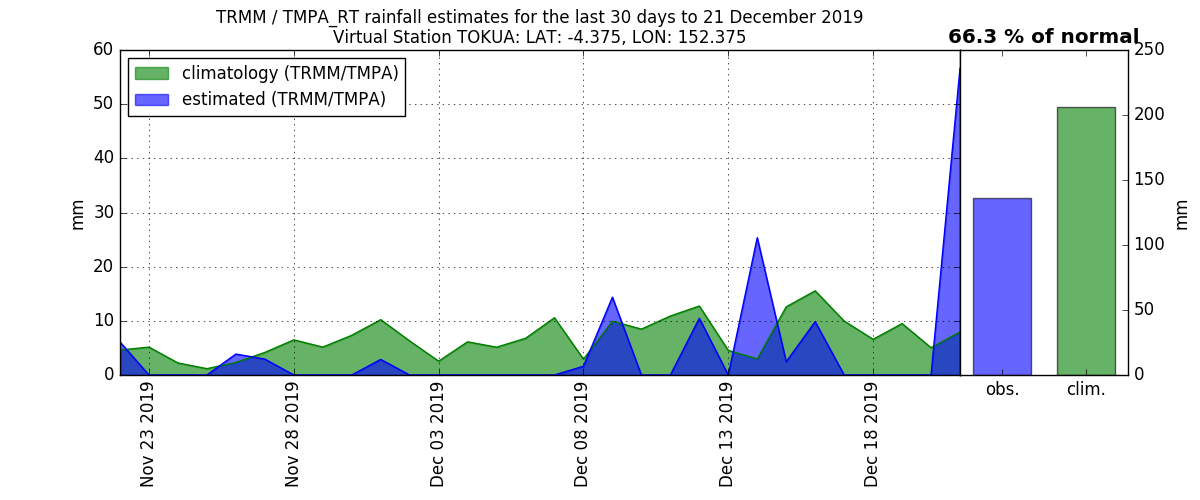 TRMM / TMPA_RT rainfall estimates for the last 30 days to 21 December 2019
Virtual Station TOKUA: LAT: -4.375, LON: 152.375
66.3 % of normal
climatology (TRMM/TMPA)
estimated (TRMM/TMPA)
60
50
40
30
20
10
0
mm
Nov 23 2019
Nov 28 2019
Dec 03 2019
Dec 08 2019
Dec 13 2019
Dec 18 2019
obs.
clim.
250
200
150
100
50
0
mm